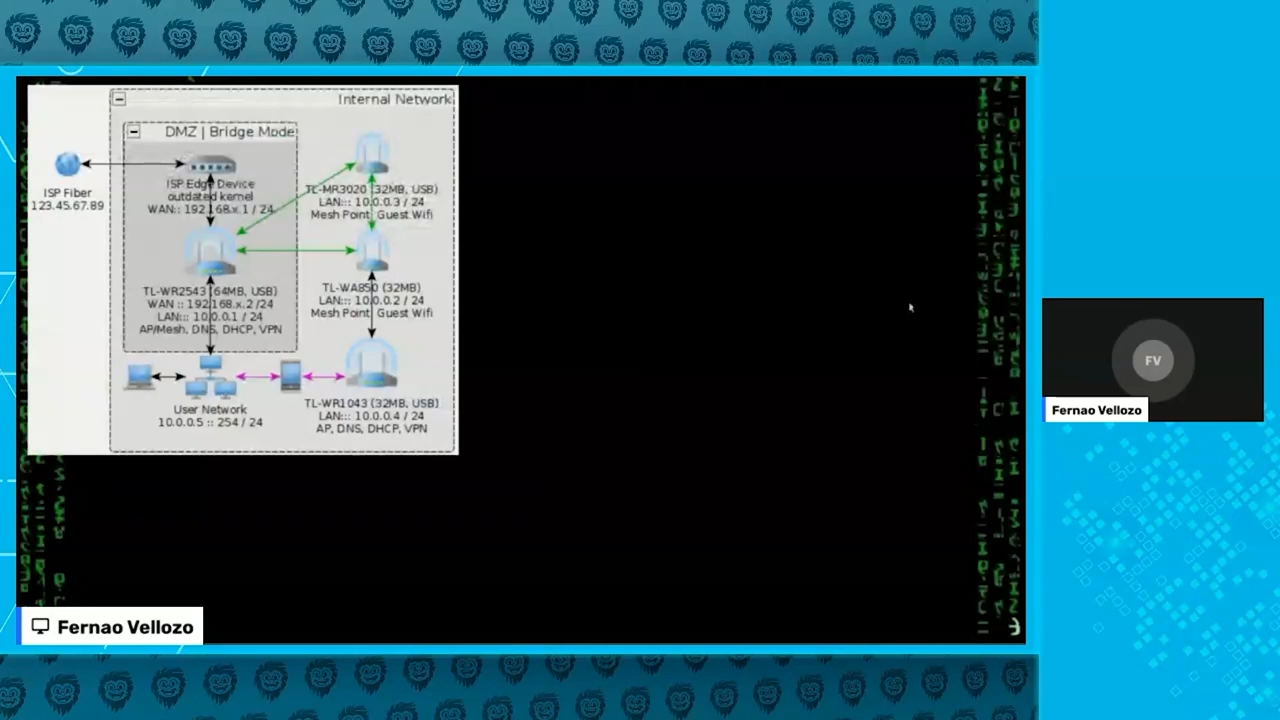 Internal Network
DMZ | Bridge Mode
ISP Fiber
123.45.67.89
ISP Edge Device
outdated kernel
WAN:: 192.168.x.1 / 24
TL-MR3020 (32MB, USB)
LAN::: 10.0.0.3 / 24
Mesh Point, Guest Wifi
TL-WR2543 (64MB, USB)
WAN :: 192.168.x.2 /24
LAN::: 10.0.0.1 / 24
AP/Mesh, DNS, DHCP, VPN
TL-WA850 (32MB)
LAN::: 10.0.0.2 / 24
Mesh Point, Guest Wifi
User Network
10.0.0.5 :: 254 / 24
TL-WR1043 (32MB, USB)
LAN::: 10.0.0.4 / 24
AP, DNS, DHCP, VPN
FV
Fernao Vellozo
Fernao Vellozo